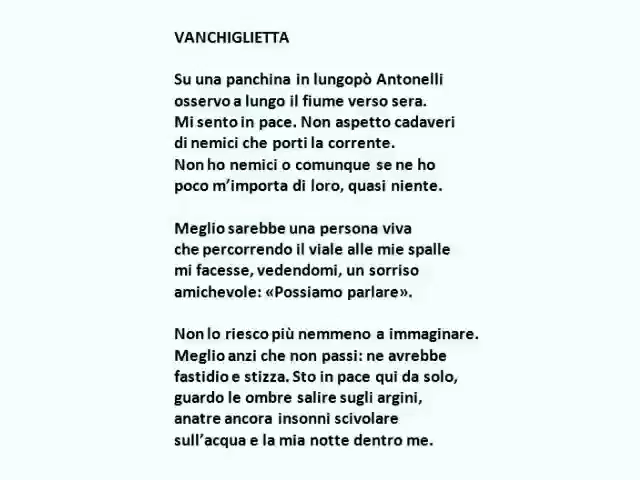 VANCHIGLIETTA
Su una panchina in lungopò Antonelli
osservo a lungo il fiume verso sera.
Mi sento in pace. Non aspetto cadaveri
di nemici che porti la corrente.
Non ho nemici o comunque se ne ho
poco m’importa di loro, quasi niente.
Meglio sarebbe una persona viva
che percorrendo il viale alle mie spalle
mi facesse, vedendomi, un sorriso
amichevole: «Possiamo parlare».
Non lo riesco più nemmeno a immaginare.
Meglio anzi che non passi: ne avrebbe
fastidio e stizza. Sto in pace qui da solo,
guardo le ombre salire sugli argini,
anatre ancora insonni scivolare
sull’acqua e la mia notte dentro me.